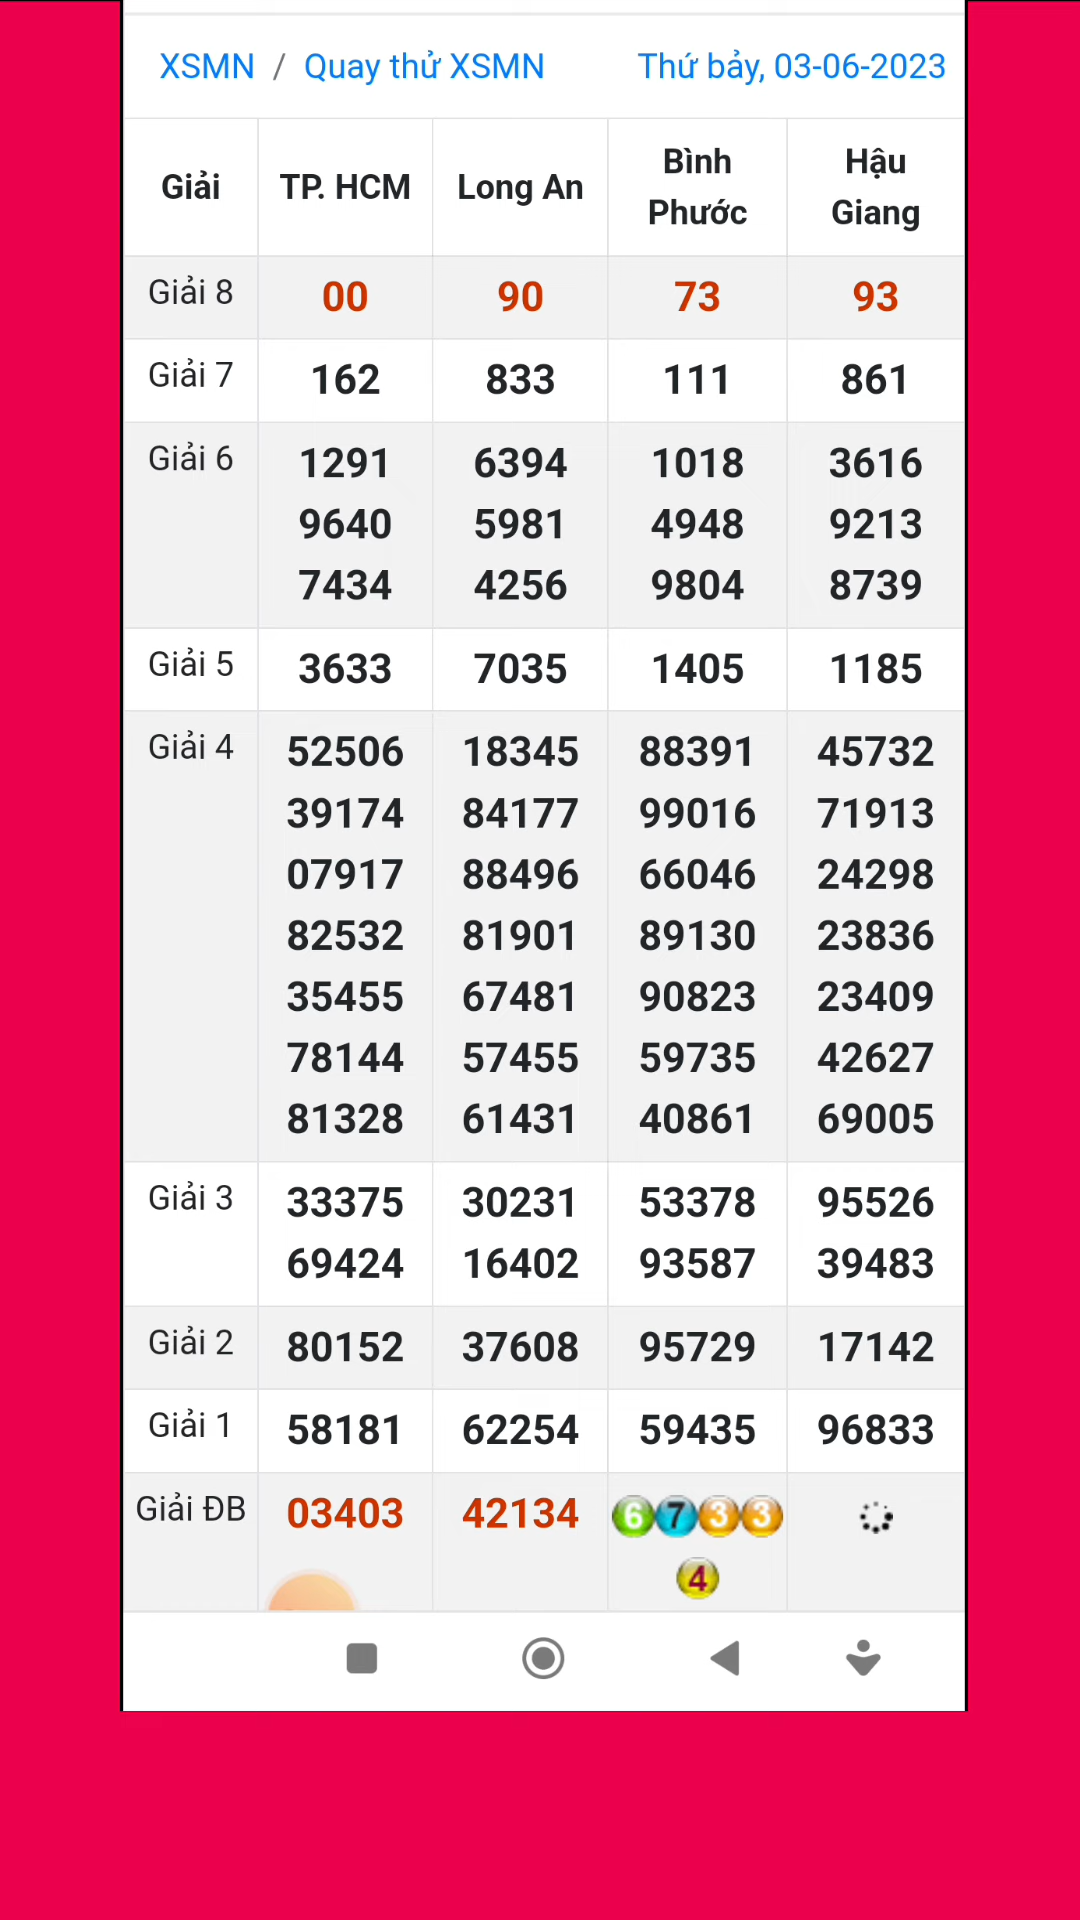 XSMN / Quay thử XSMN Thứ bảy, 03-06-2023
Giải TP. HCM Long An Bình Phước Hậu Giang
Giải 8 00 90 73 93
Giải 7 162 833 111 861
Giải 6 1291 6394 1018 3616
9640 5981 4948 9213
7434 4256 9804 8739
Giải 5 3633 7035 1405 1185
Giải 4 52506 18345 88391 45732
39174 84177 99016 71913
07917 88496 66046 24298
82532 81901 89130 23836
35455 67481 90823 23409
78144 57455 59735 42627
81328 61431 40861 69005
Giải 3 33375 30231 53378 95526
69424 16402 93587 39483
Giải 2 80152 37608 95729 17142
Giải 1 58181 62254 59435 96833
Giải ĐB 03403 42134 6 7 3 3
4